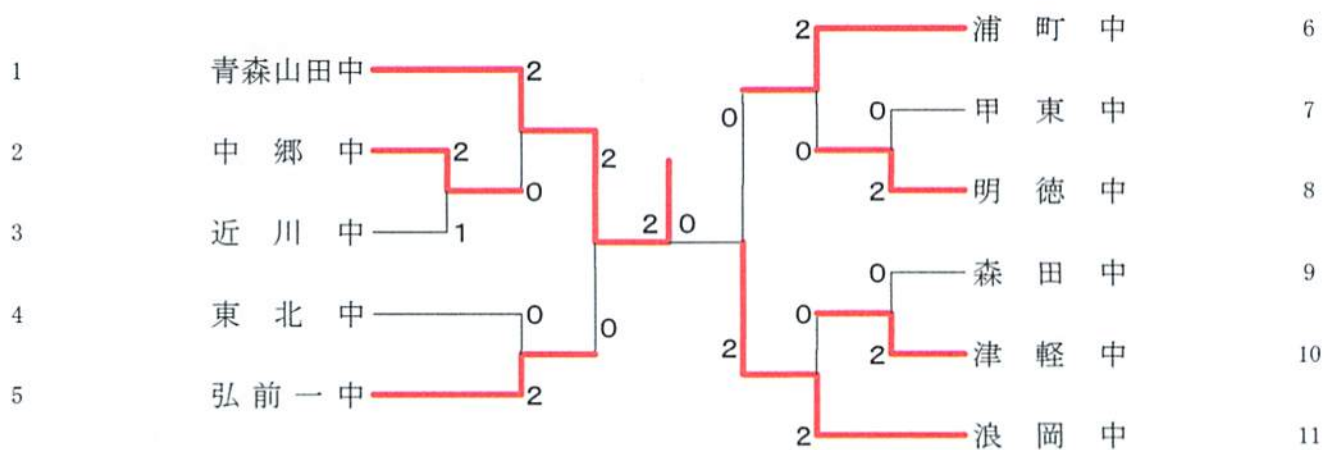 1 青森山田中 2
2 中郷中 2
0
3 近川中 1
2
4 東北中 0
0
5 弘前一中 2
2 0
2 浦町中 6
0
0 甲東中 7
0
2 明徳中 8
0 森田中 9
0
2 津軽中 10
2
2 浪岡中 11